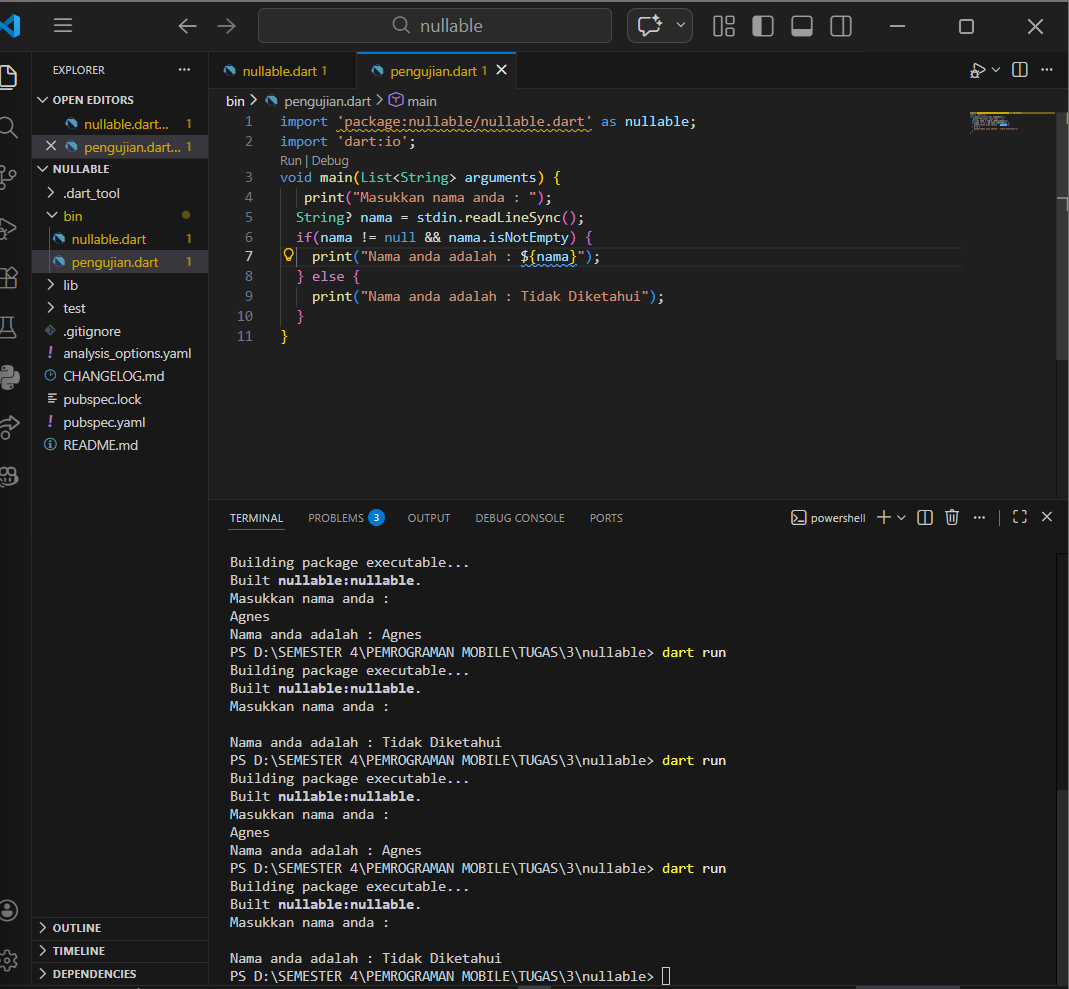 nullable
EXPLORER
nullable.dart 1
pengujian.dart 1
OPEN EDITORS
nullable.dart... 1
pengujian.dart... 1
NULLABLE
.dart_tool
bin
nullable.dart 1
pengujian.dart 1
lib
test
.gitignore
analysis_options.yaml
CHANGELOG.md
pubspec.lock
pubspec.yaml
README.md
OUTLINE
TIMELINE
DEPENDENCIES
bin > pengujian.dart > main
1 import 'package:nullable/nullable.dart' as nullable;
2 import 'dart:io';
Run | Debug
3 void main(List<String> arguments) {
4 print("Masukkan nama anda : ");
5 String? nama = stdin.readLineSync();
6 if(nama != null && nama.isNotEmpty) {
7 print("Nama anda adalah : ${nama}");
8 } else {
9 print("Nama anda adalah : Tidak Diketahui");
10 }
11 }
TERMINAL PROBLEMS 3 OUTPUT DEBUG CONSOLE PORTS powershell
Building package executable...
Built nullable:nullable.
Masukkan nama anda :
Agnes
Nama anda adalah : Agnes
PS D:\SEMESTER 4\PEMROGRAMAN MOBILE\TUGAS\3\nullable> dart run
Building package executable...
Built nullable:nullable.
Masukkan nama anda :
Nama anda adalah : Tidak Diketahui
PS D:\SEMESTER 4\PEMROGRAMAN MOBILE\TUGAS\3\nullable> dart run
Building package executable...
Built nullable:nullable.
Masukkan nama anda :
Agnes
Nama anda adalah : Agnes
PS D:\SEMESTER 4\PEMROGRAMAN MOBILE\TUGAS\3\nullable> dart run
Building package executable...
Built nullable:nullable.
Masukkan nama anda :
Nama anda adalah : Tidak Diketahui
PS D:\SEMESTER 4\PEMROGRAMAN MOBILE\TUGAS\3\nullable>